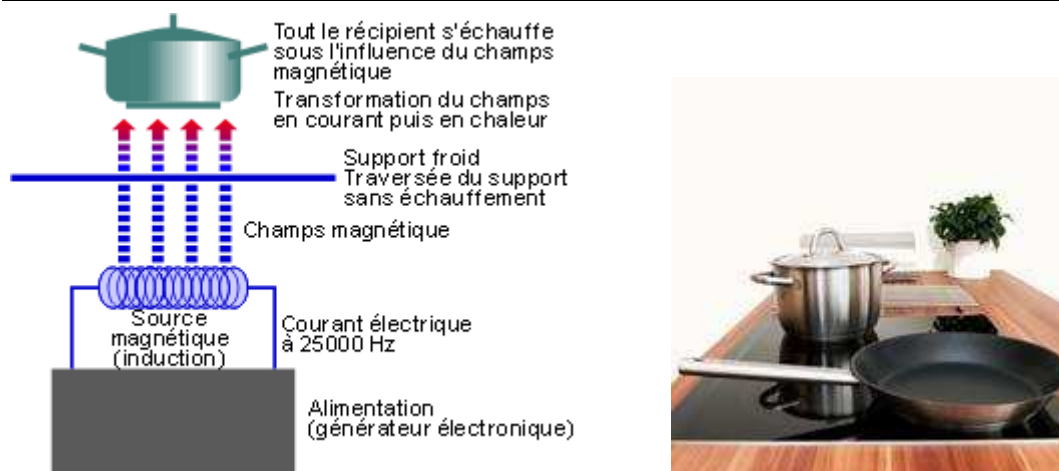 Tout le récipient s'échauffe
sous l'influence du champs
magnétique
Transformation du champs
en courant puis en chaleur
Support froid
Traversée du support
sans échauffement
Champs magnétique
Source
magnétique
(induction)
Courant électrique
à 25000 Hz
Alimentation
(générateur électronique)